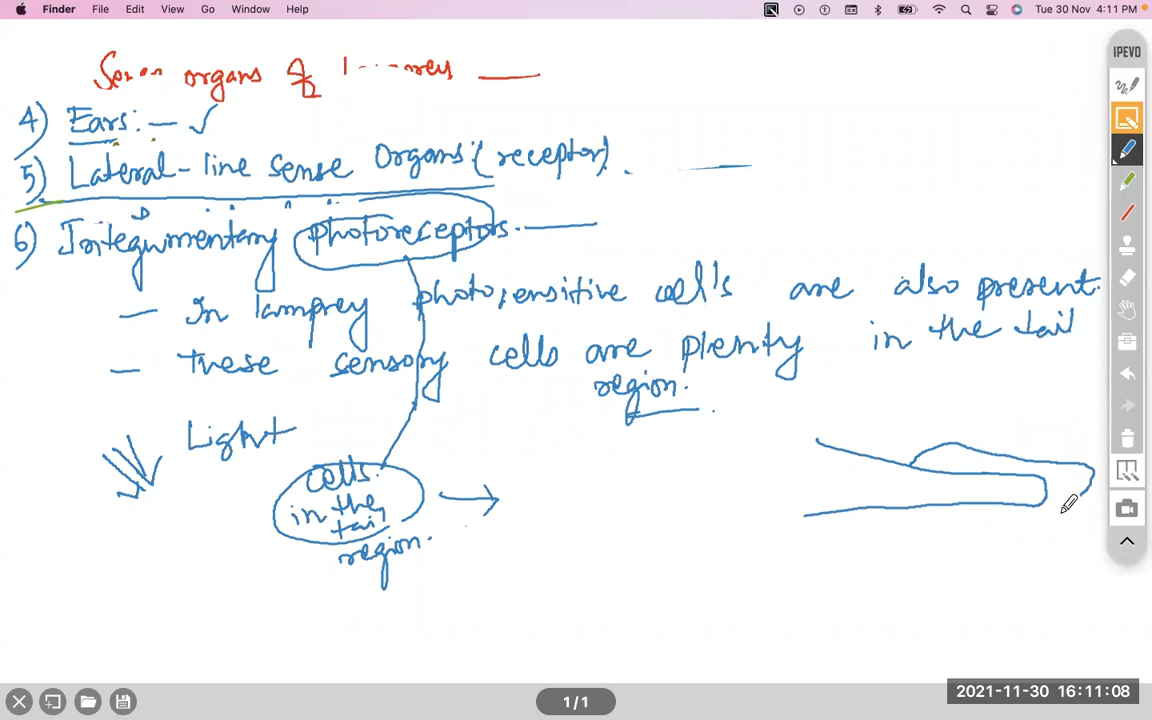 Finder File Edit View Go Window Help Tue 30 Nov 4:11 PM
IPEVO
organs of
4) Ears: — ✓
5) Lateral-line sense Organs (receptor).
6) Integumentary photoreceptors. —
— In lamprey photosensitive cell's are also present.
— These sensory cells are plenty in the tail
region.
Light
cells
in the
tail
region.
1/1
2021-11-30 16:11:08